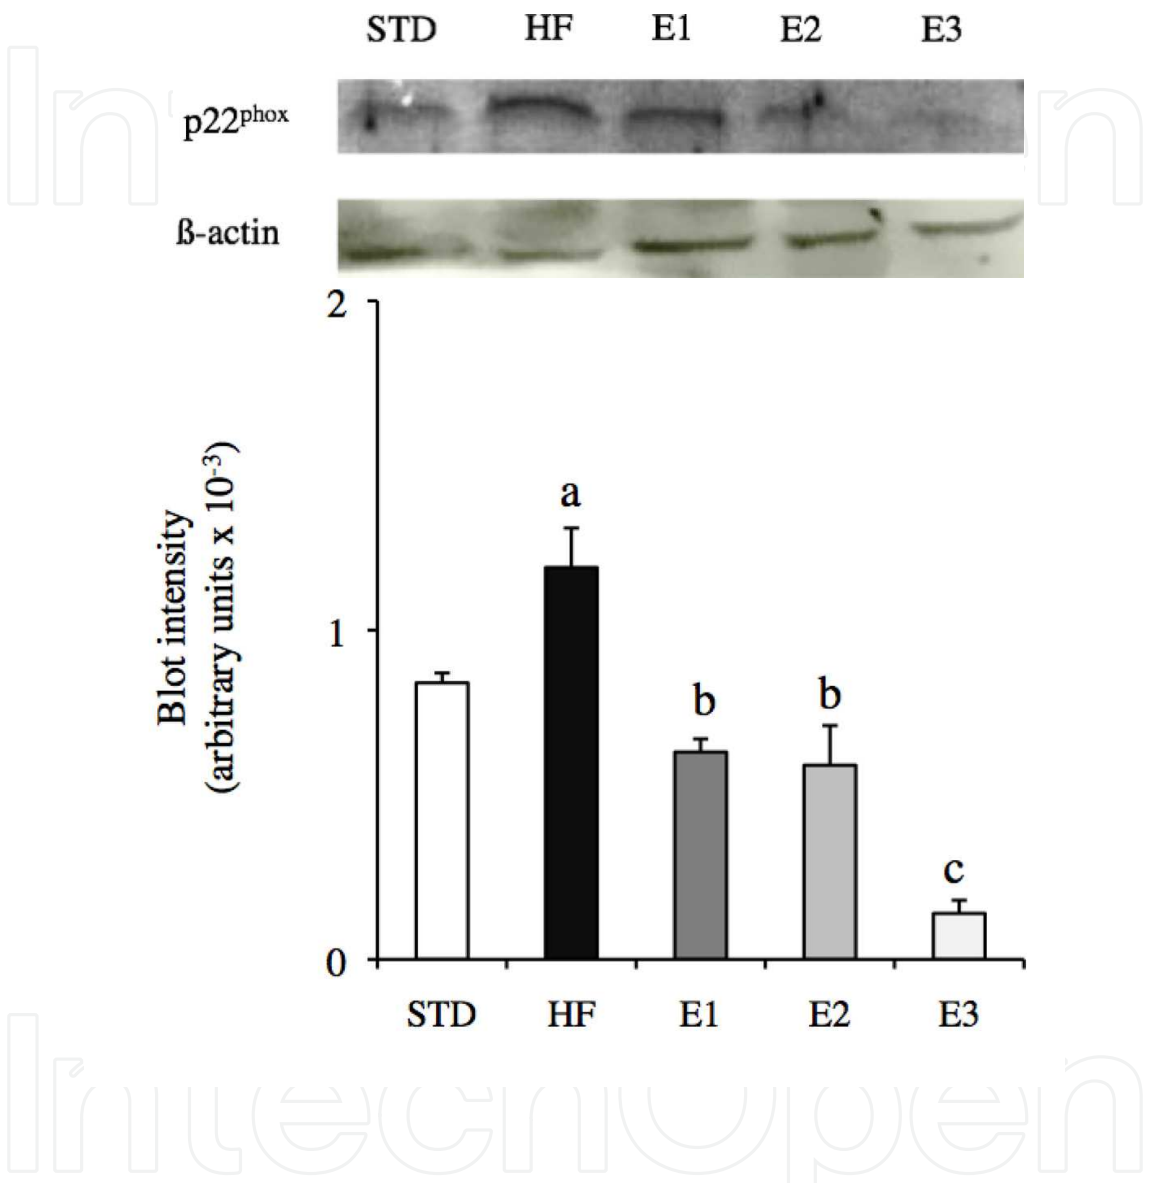 STD HF E1 E2 E3
p22phox
ß-actin
2
1
0
Blot intensity
(arbitrary units x 10-3)
a
b
b
c
STD HF E1 E2 E3
IntechOpen
IntechOpen